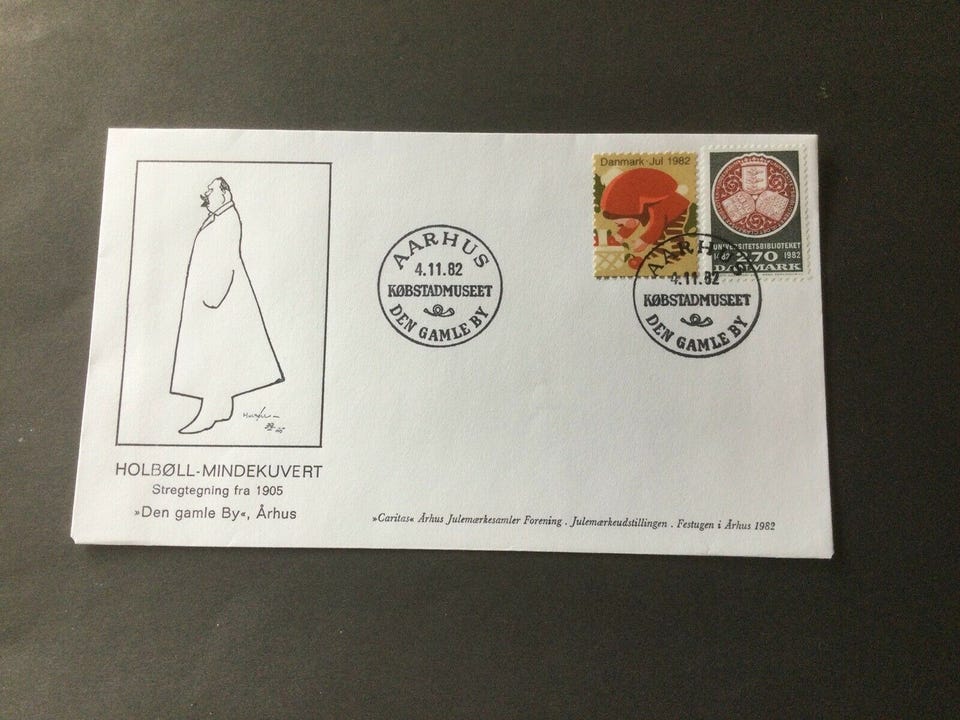 Danmark · Jul 1982
UNIVERSITETSBIBLIOTEKET
1482 2.70 1982
DANMARK
AARHUS
4.11.82
KØBSTADMUSEET
DEN GAMLE BY
AARHUS
4.11.82
KØBSTADMUSEET
DEN GAMLE BY
HOLBØLL-MINDEKUVERT
Stregtegning fra 1905
»Den gamle By«, Århus
»Caritas« Århus Julemærkesamler Forening . Julemærkeudstillingen . Festugen i Århus 1982